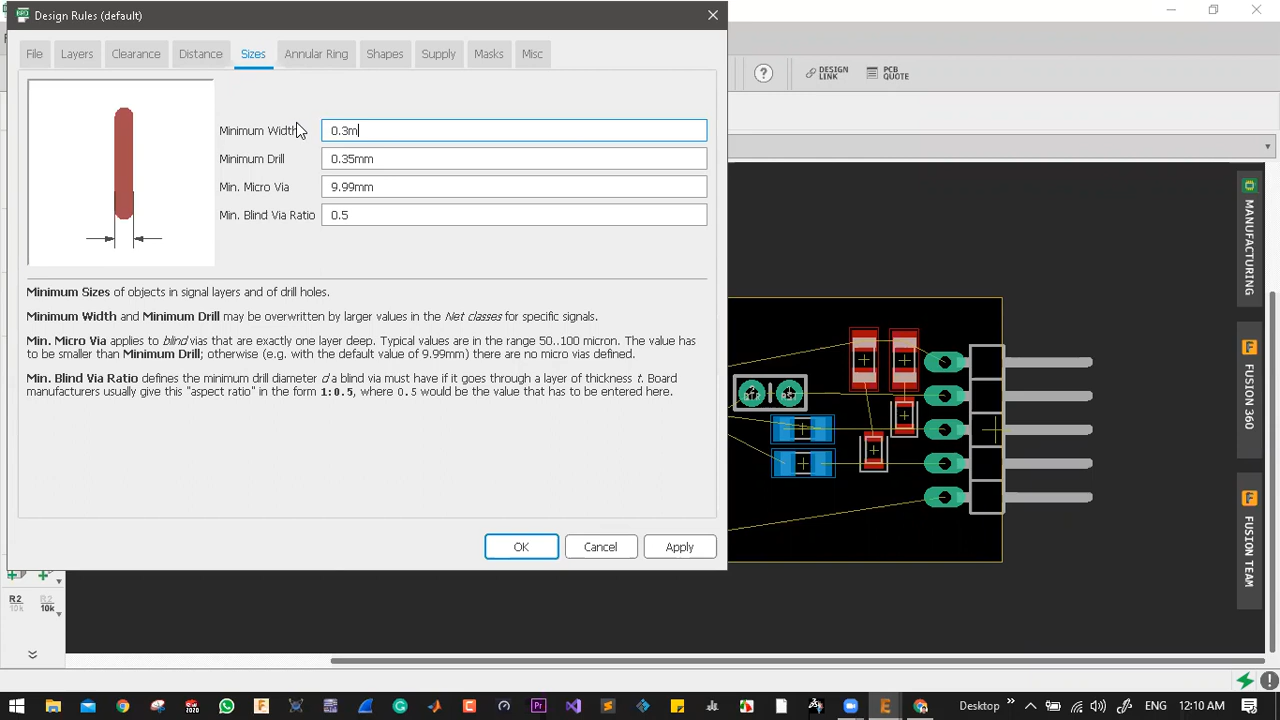 Design Rules (default)
File Layers Clearance Distance Sizes Annular Ring Shapes Supply Masks Misc
DESIGN LINK
PCB QUOTE
Minimum Width 0.3m
Minimum Drill 0.35mm
Min. Micro Via 9.99mm
Min. Blind Via Ratio 0.5
Minimum Sizes of objects in signal layers and of drill holes.
Minimum Width and Minimum Drill may be overwritten by larger values in the Net classes for specific signals.
Min. Micro Via applies to blind vias that are exactly one layer deep. Typical values are in the range 50..100 micron. The value has
to be smaller than Minimum Drill; otherwise (e.g. with the default value of 9.99mm) there are no micro vias defined.
Min. Blind Via Ratio defines the minimum drill diameter d a blind via must have if it goes through a layer of thickness t. Board
manufacturers usually give this "aspect ratio" in the form 1:0.5, where 0.5 would be the value that has to be entered here.
OK Cancel Apply
MANUFACTURING
FUSION 360
FUSION TEAM
R2 R2
10k 10k
Desktop
ENG 12:10 AM